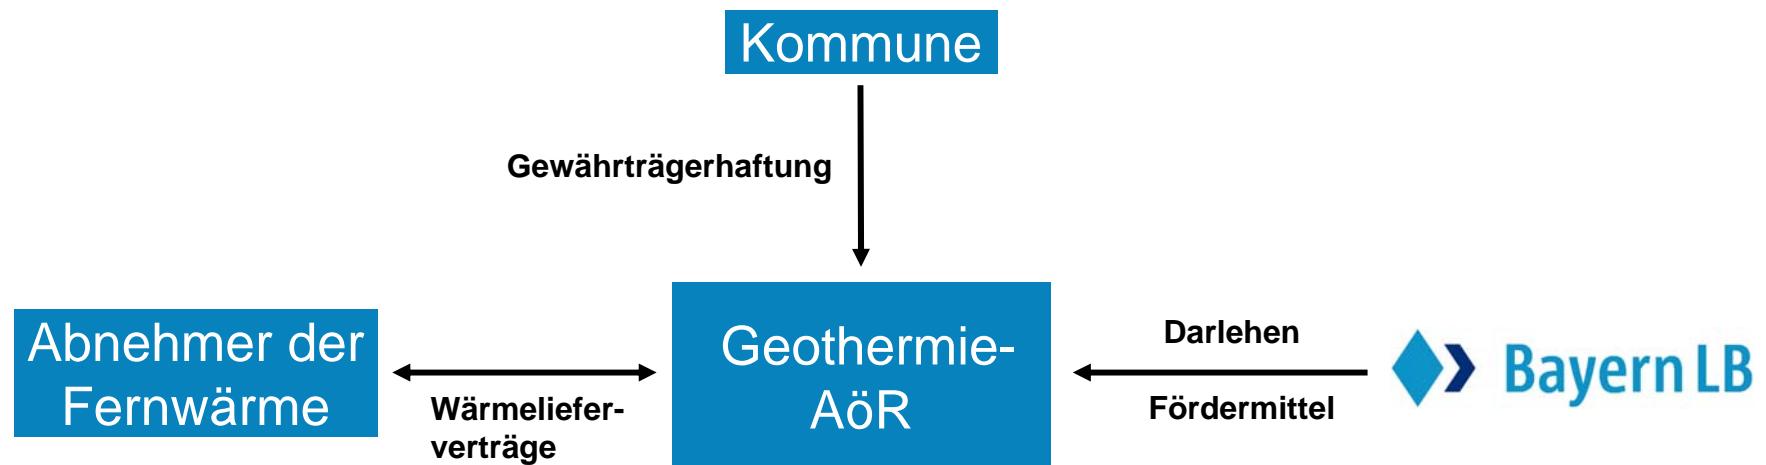 Kommune
Gewährträgerhaftung
Abnehmer der
Fernwärme
Wärmeliefer-
verträge
Geothermie-
AöR
Darlehen
Fördermittel
Bayern LB